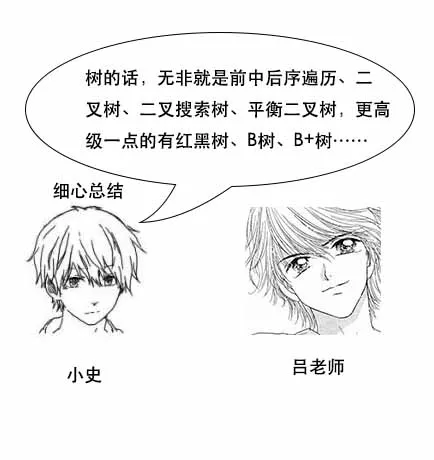 树的话，无非就是前中后序遍历、二
叉树、二叉搜索树、平衡二叉树，更高
级一点的有红黑树、B树、B+树……
细心总结
小史
吕老师